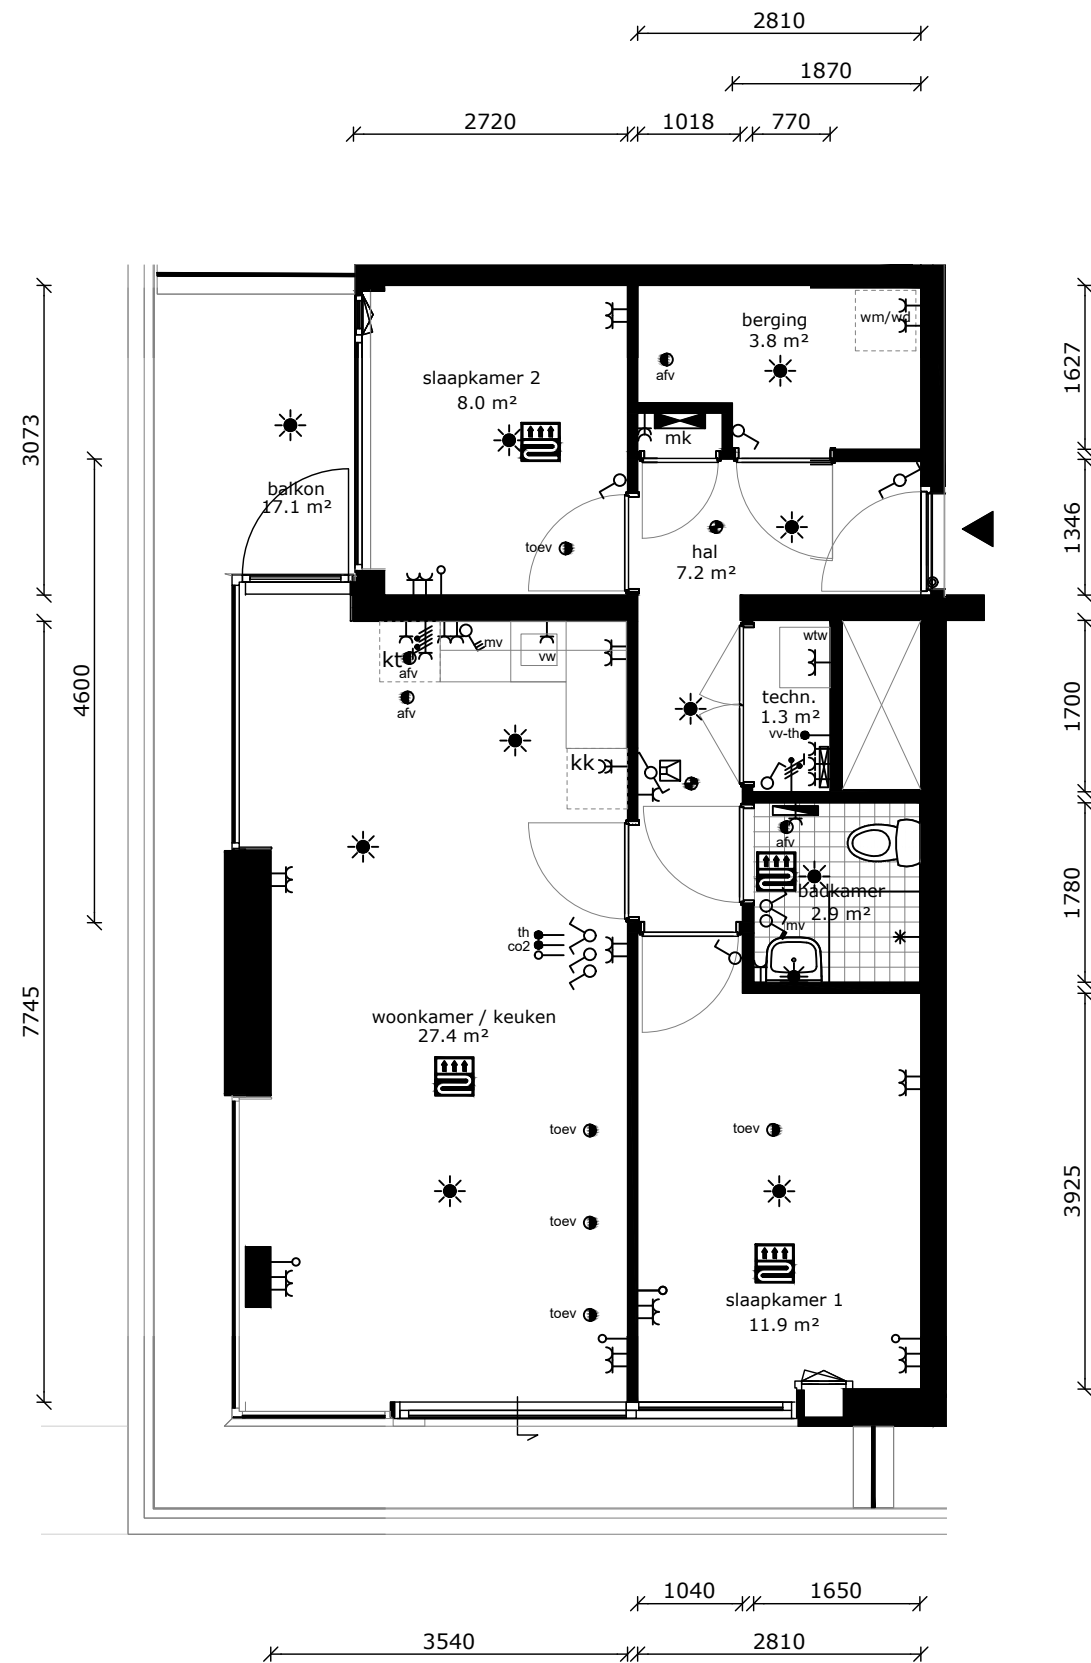 2810
1870
2720
1018
770
berging
3.8 m²
wm/wd
slaapkamer 2
8.0 m²
afv
mk
1627
3073
balkon
17.1 m²
toev
hal
7.2 m²
1346
4600
kt
afv
mv
vw
afv
wtw
techn.
1.3 m²
vv-th
1700
kk
afv
badkamer
2.9 m²
mv
1780
th
co2
7745
woonkamer / keuken
27.4 m²
toev
toev
3925
toev
toev
slaapkamer 1
11.9 m²
1040
1650
3540
2810